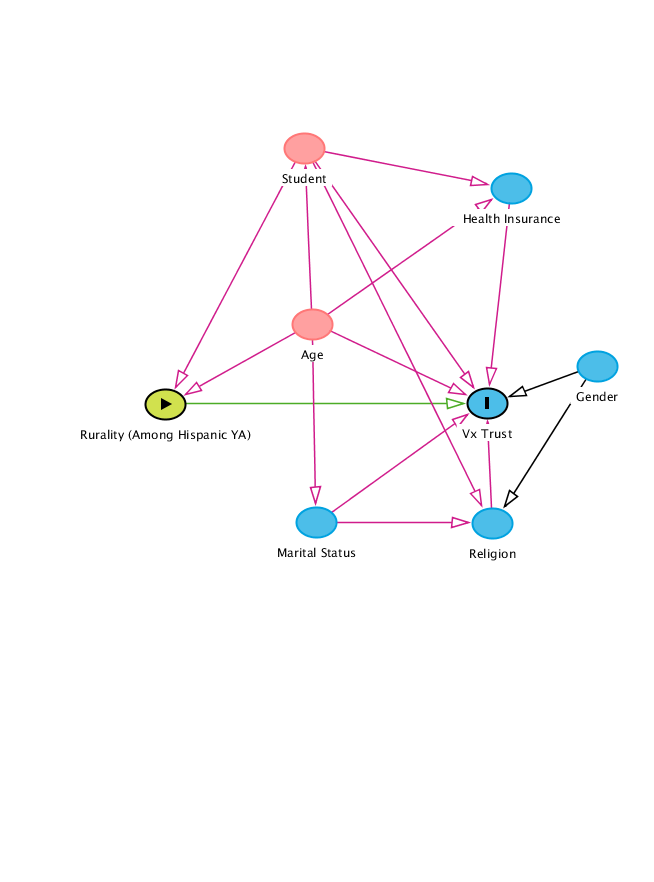 Student
Health Insurance
Age
Gender
Rurality (Among Hispanic YA)
Vx Trust
Marital Status
Religion